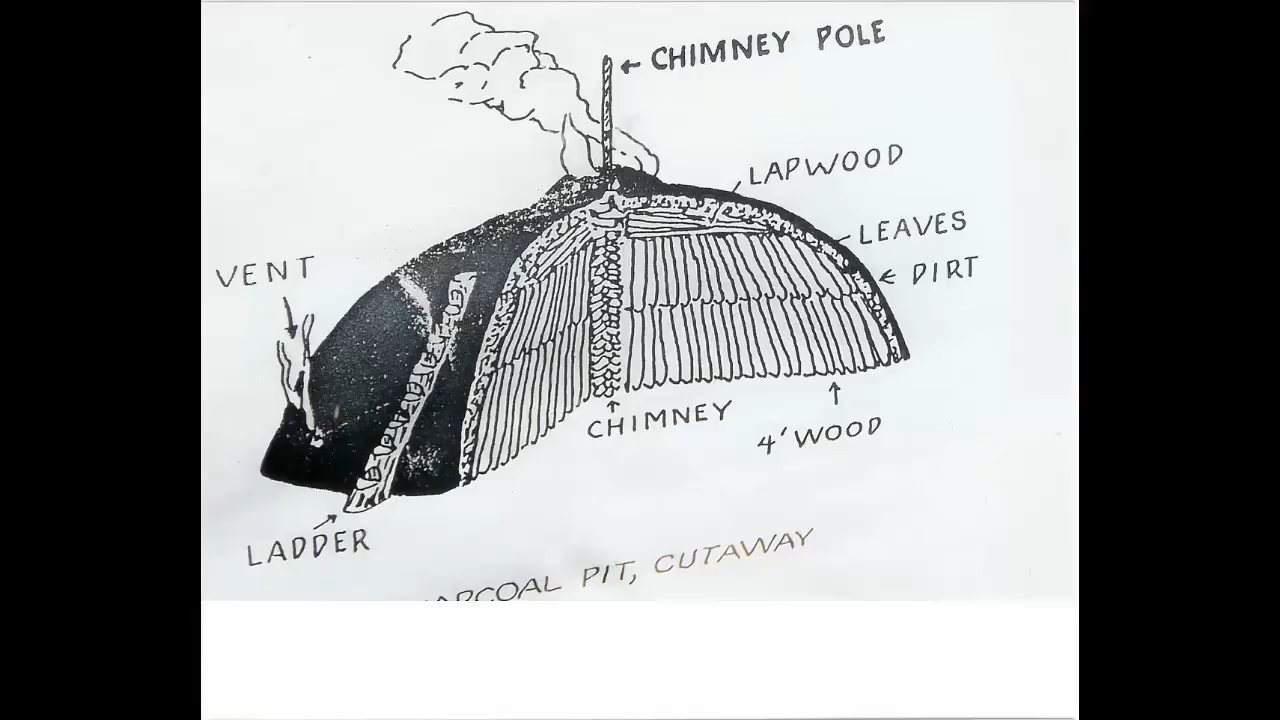 CHIMNEY POLE
LAPWOOD
LEAVES
VENT
DIRT
CHIMNEY
4' WOOD
LADDER
PIT, CUTAWAY